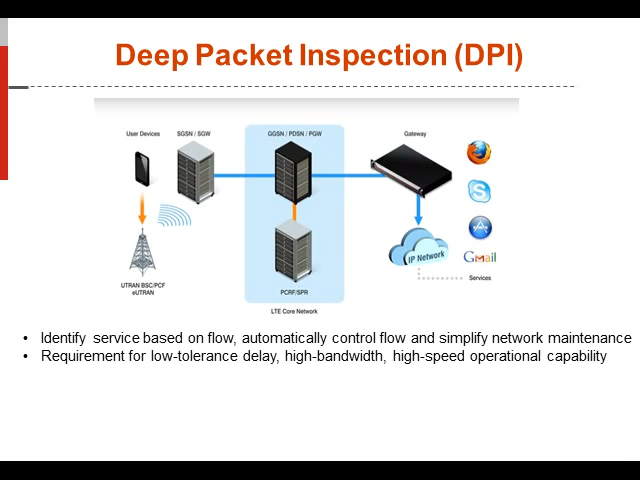 Deep Packet Inspection (DPI)
User Devices
SGSN / SGW
GGSN / PDSN / PGW
Gateway
IP Network
Gmail
Services
UTRAN BSC/PCF
eUTRAN
PCRF/SPR
LTE Core Network
• Identify service based on flow, automatically control flow and simplify network maintenance
• Requirement for low-tolerance delay, high-bandwidth, high-speed operational capability